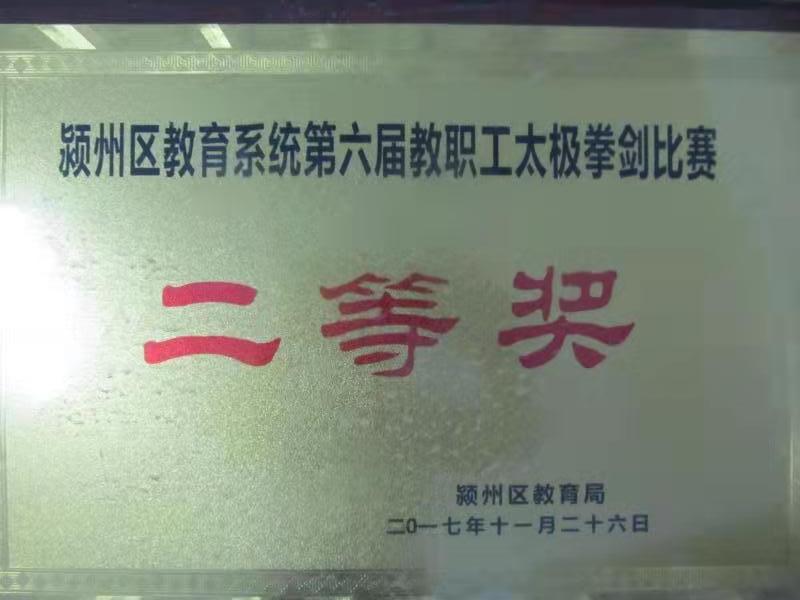 颍州区教育系统第六届教职工太极拳剑比赛
二等奖
颍州区教育局
二0一七年十一月二十六日